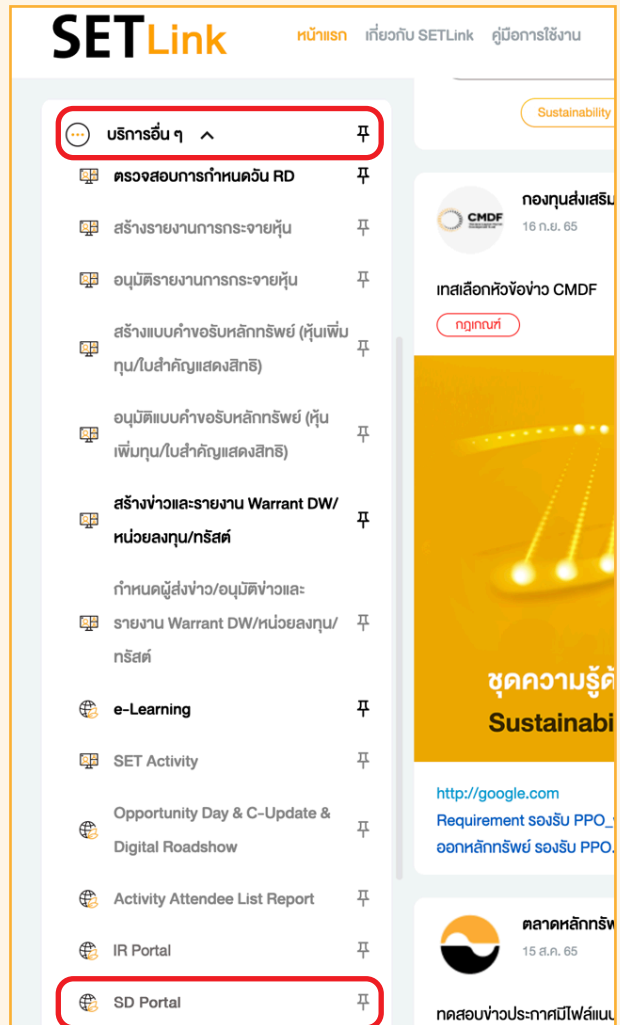 SETLink
หน้าแรก เกี่ยวกับ SETLink คู่มือการใช้งาน
บริการอื่น ๆ
ตรวจสอบการกำหนดวัน RD
สร้างรายงานการกระจายหุ้น
อนุมัติรายงานการกระจายหุ้น
สร้างแบบคำขอรับหลักทรัพย์ (หุ้นเพิ่ม
ทุน/ใบสำคัญแสดงสิทธิ)
อนุมัติแบบคำขอรับหลักทรัพย์ (หุ้น
เพิ่มทุน/ใบสำคัญแสดงสิทธิ)
สร้างข่าวและรายงาน Warrant DW/
หน่วยลงทุน/ทรัสต์
กำหนดผู้ส่งข่าว/อนุมัติข่าวและ
รายงาน Warrant DW/หน่วยลงทุน/
ทรัสต์
e-Learning
SET Activity
Opportunity Day & C-Update &
Digital Roadshow
Activity Attendee List Report
IR Portal
SD Portal
Sustainability
CMDF
กองทุนส่งเสริม
16 ก.ย. 65
เทสเลือกหัวข้อข่าว CMDF
กฎเกณฑ์
ชุดความรู้ด้
Sustainabi
http://google.com
Requirement รองรับ PPO_
ออกหลักทรัพย์ รองรับ PPO.
ตลาดหลักทรัพ
15 ส.ค. 65
ทดสอบข่าวประกาศมีไฟล์แนบ